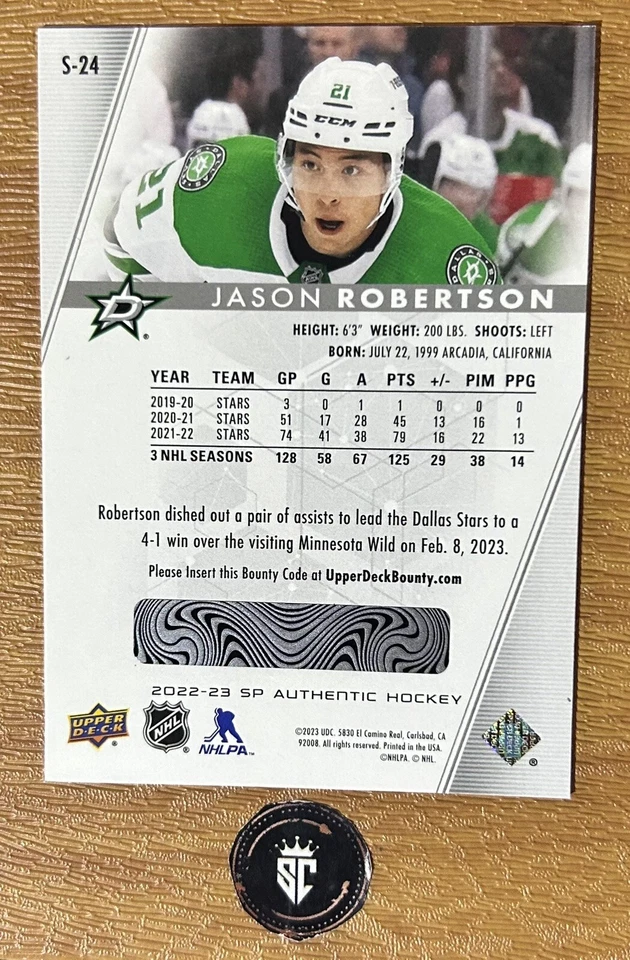 S-24
21
CCM
21
DALLAS
DALLAS
D
®
JASON ROBERTSON
HEIGHT: 6'3" WEIGHT: 200 LBS. SHOOTS: LEFT
BORN: JULY 22, 1999 ARCADIA, CALIFORNIA
YEAR TEAM GP G A PTS +/- PIM PPG
2019-20 STARS 3 0 1 1 0 0 0
2020-21 STARS 51 17 28 45 13 16 1
2021-22 STARS 74 41 38 79 16 22 13
3 NHL SEASONS 128 58 67 125 29 38 14
Robertson dished out a pair of assists to lead the Dallas Stars to a
4-1 win over the visiting Minnesota Wild on Feb. 8, 2023.
Please Insert this Bounty Code at UpperDeckBounty.com
2022-23 SP AUTHENTIC HOCKEY
UPPER
D·E·C·K
®
NHL
®
NHLPA™
©2023 UDC. 5830 El Camino Real, Carlsbad, CA
92008. All rights reserved. Printed in the USA.
©NHLPA. © NHL.
®
SC